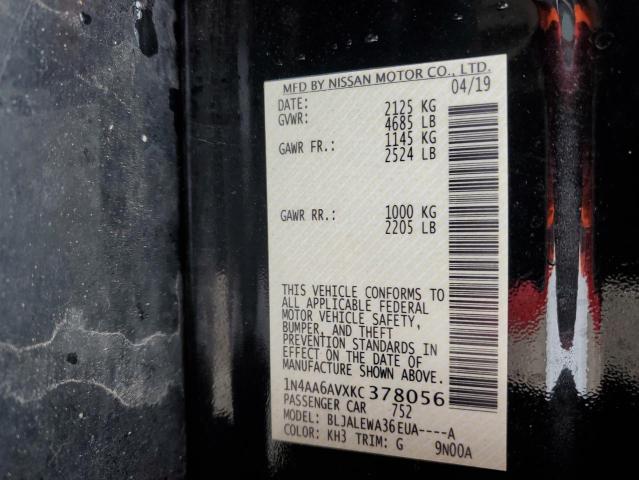 MFD BY NISSAN MOTOR CO., LTD.
DATE: 04/19
GVWR: 2125 KG
4685 LB
GAWR FR.: 1145 KG
2524 LB
GAWR RR.: 1000 KG
2205 LB
THIS VEHICLE CONFORMS TO
ALL APPLICABLE FEDERAL
MOTOR VEHICLE SAFETY,
BUMPER, AND THEFT
PREVENTION STANDARDS IN
EFFECT ON THE DATE OF
MANUFACTURE SHOWN ABOVE.
1N4AA6AVXKC378056
PASSENGER CAR 752
MODEL: BLJALEWA36EUA----A
COLOR: KH3 TRIM: G 9N00A